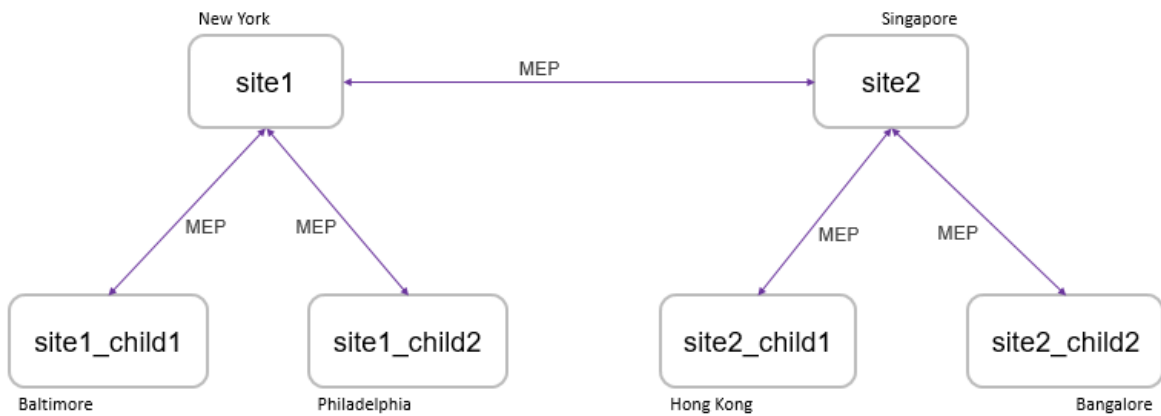 New York
Singapore
site1
MEP
site2
MEP
MEP
MEP
MEP
site1_child1
site1_child2
site2_child1
site2_child2
Baltimore
Philadelphia
Hong Kong
Bangalore